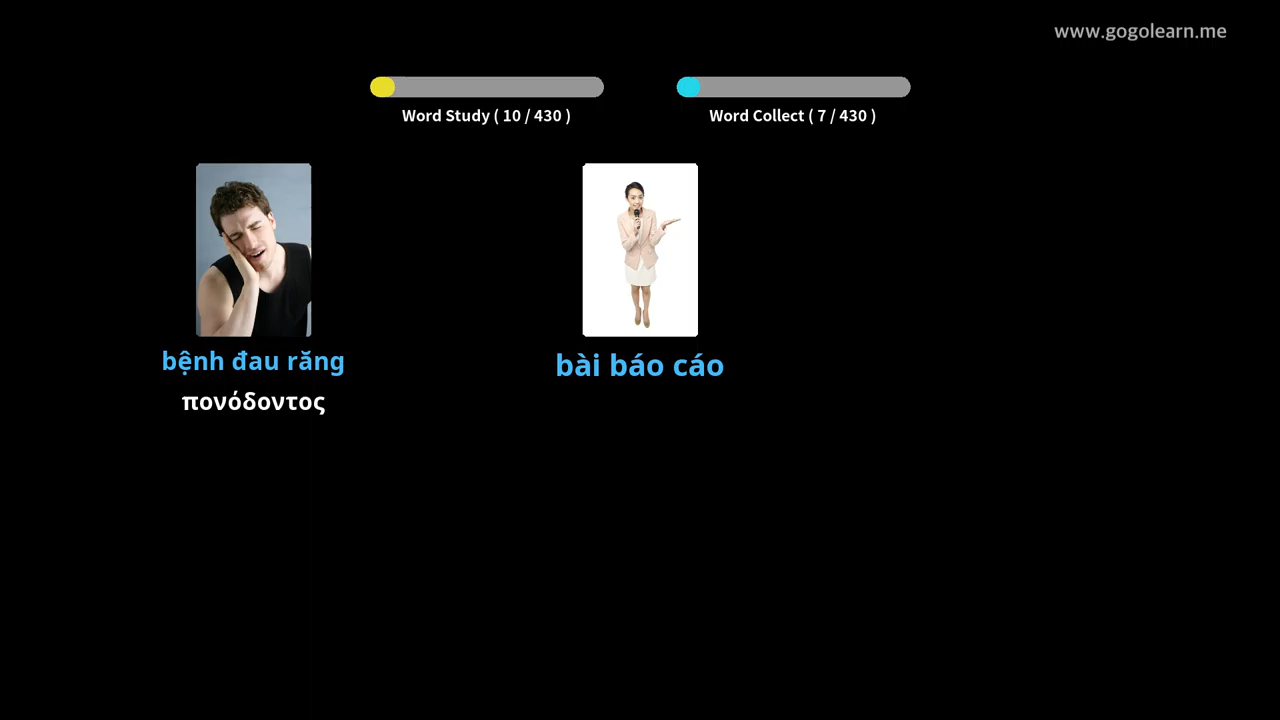 www.gogolearn.me
Word Study ( 10 / 430 )
Word Collect ( 7 / 430 )
bệnh đau răng
πονόδοντος
bài báo cáo